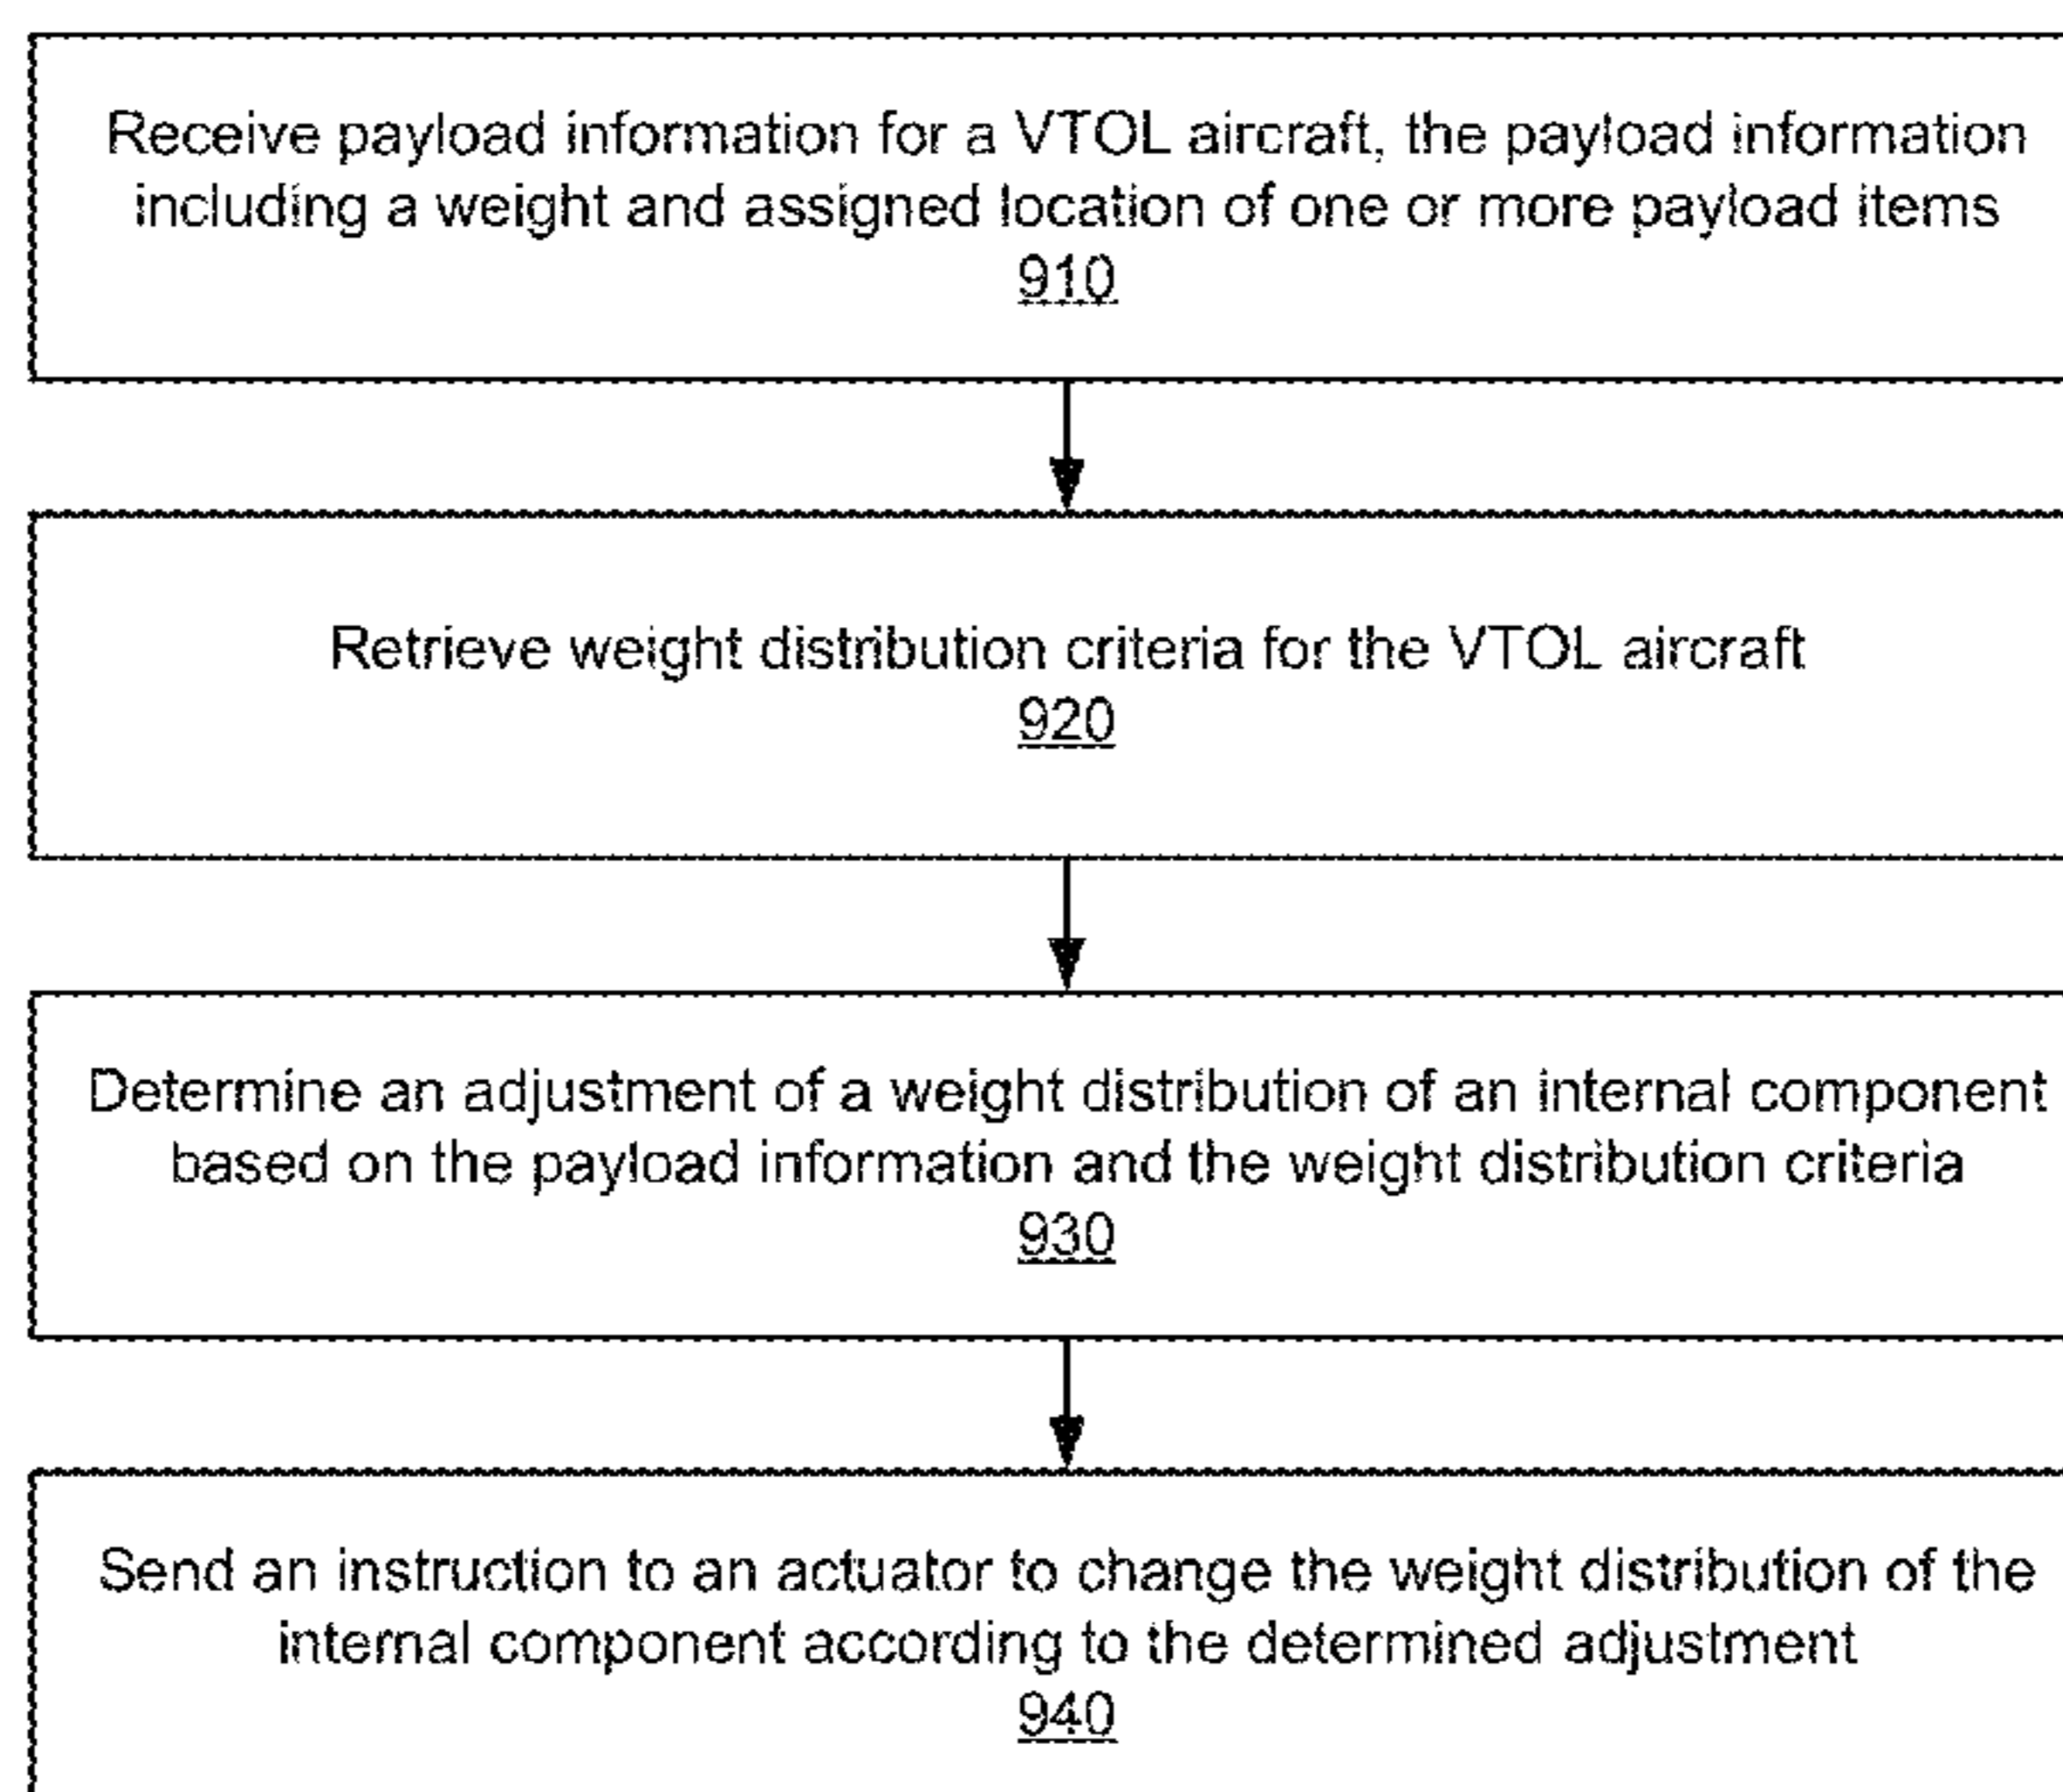 Receive payload information for a VTOL aircraft, the payload information
including a weight and assigned location of one or more payload items
910
Retrieve weight distribution criteria for the VTOL aircraft
920
Determine an adjustment of a weight distribution of an internal component
based on the payload information and the weight distribution criteria
930
Send an instruction to an actuator to change the weight distribution of the
internal component according to the determined adjustment
940